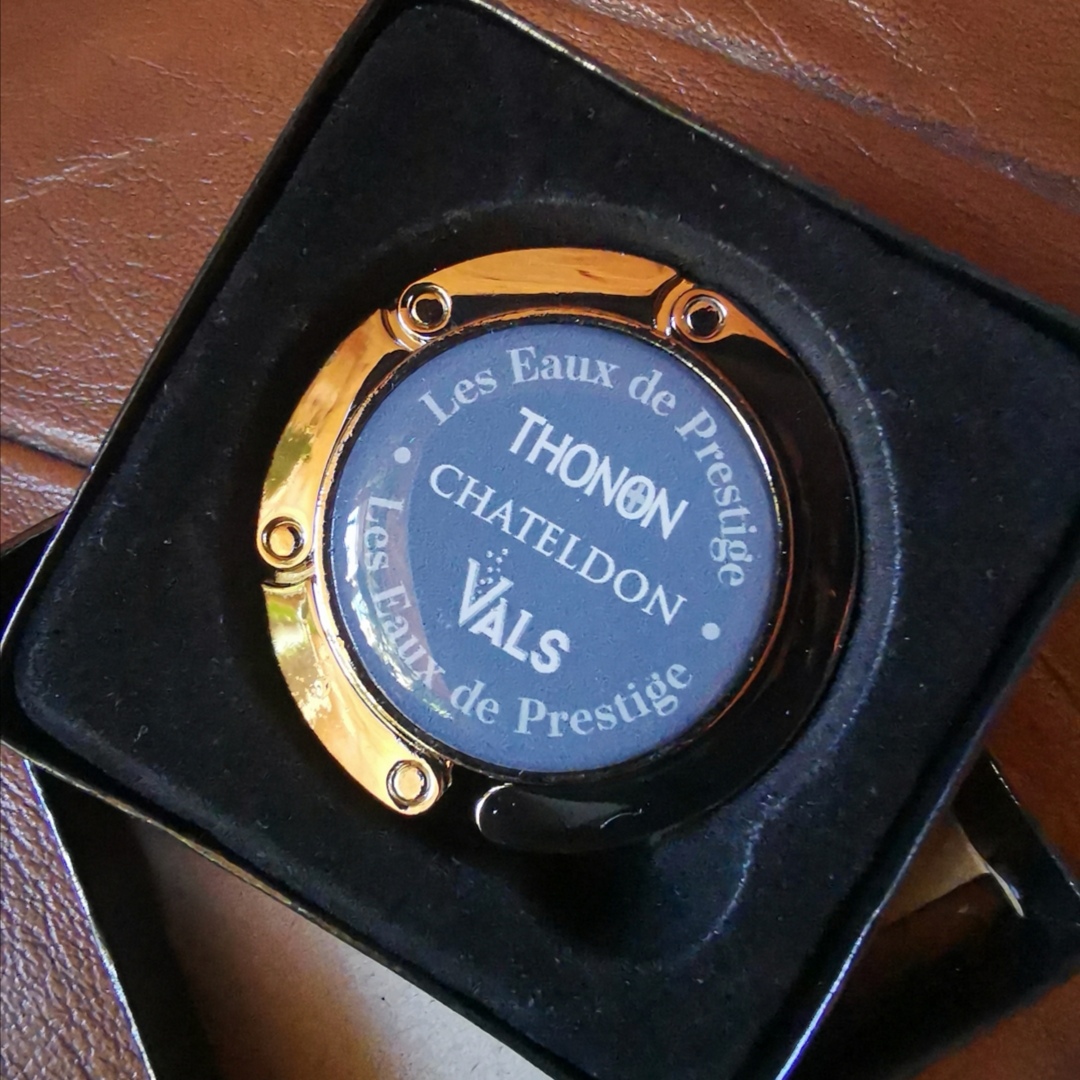 Les Eaux de Prestige
THONON
CHATELDON
VALS
Les Eaux de Prestige